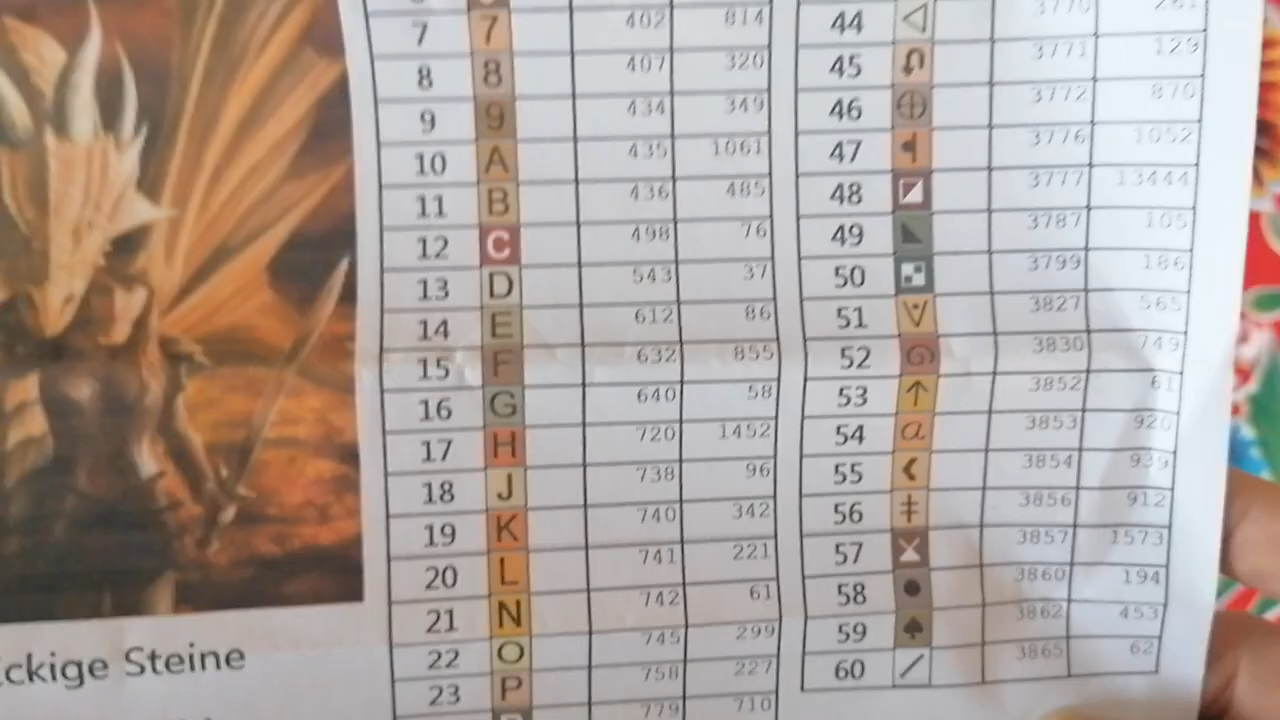 7 7 402 814
8 8 407 320
9 9 434 349
10 A 435 1061
11 B 436 485
12 C 498 76
13 D 543 37
14 E 612 86
15 F 632 855
16 G 640 58
17 H 720 1452
18 J 738 96
19 K 740 342
20 L 741 221
21 N 742 61
22 O 745 299
23 P 758 227
779 710
44 3770 261
45 3771 129
46 3772 870
47 3776 1052
48 3777 13444
49 3787 105
50 3799 186
51 3827 565
52 3830 749
53 ↑ 3852 61
54 a 3853 920
55 3854 939
56 ‡ 3856 912
57 3857 1573
58 ● 3860 194
59 ♠ 3862 453
60 / 3865 62
ckige Steine